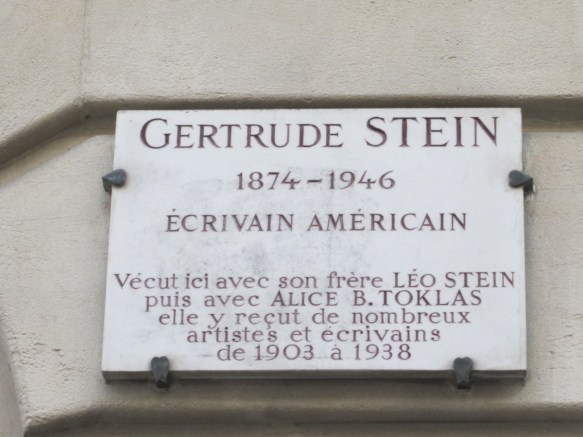 GERTRUDE STEIN
1874-1946
ÉCRIVAIN AMÉRICAIN
Vécut ici avec son frère LÉO STEIN
puis avec ALICE B. TOKLAS
elle y reçut de nombreux
artistes et écrivains
de 1903 à 1938